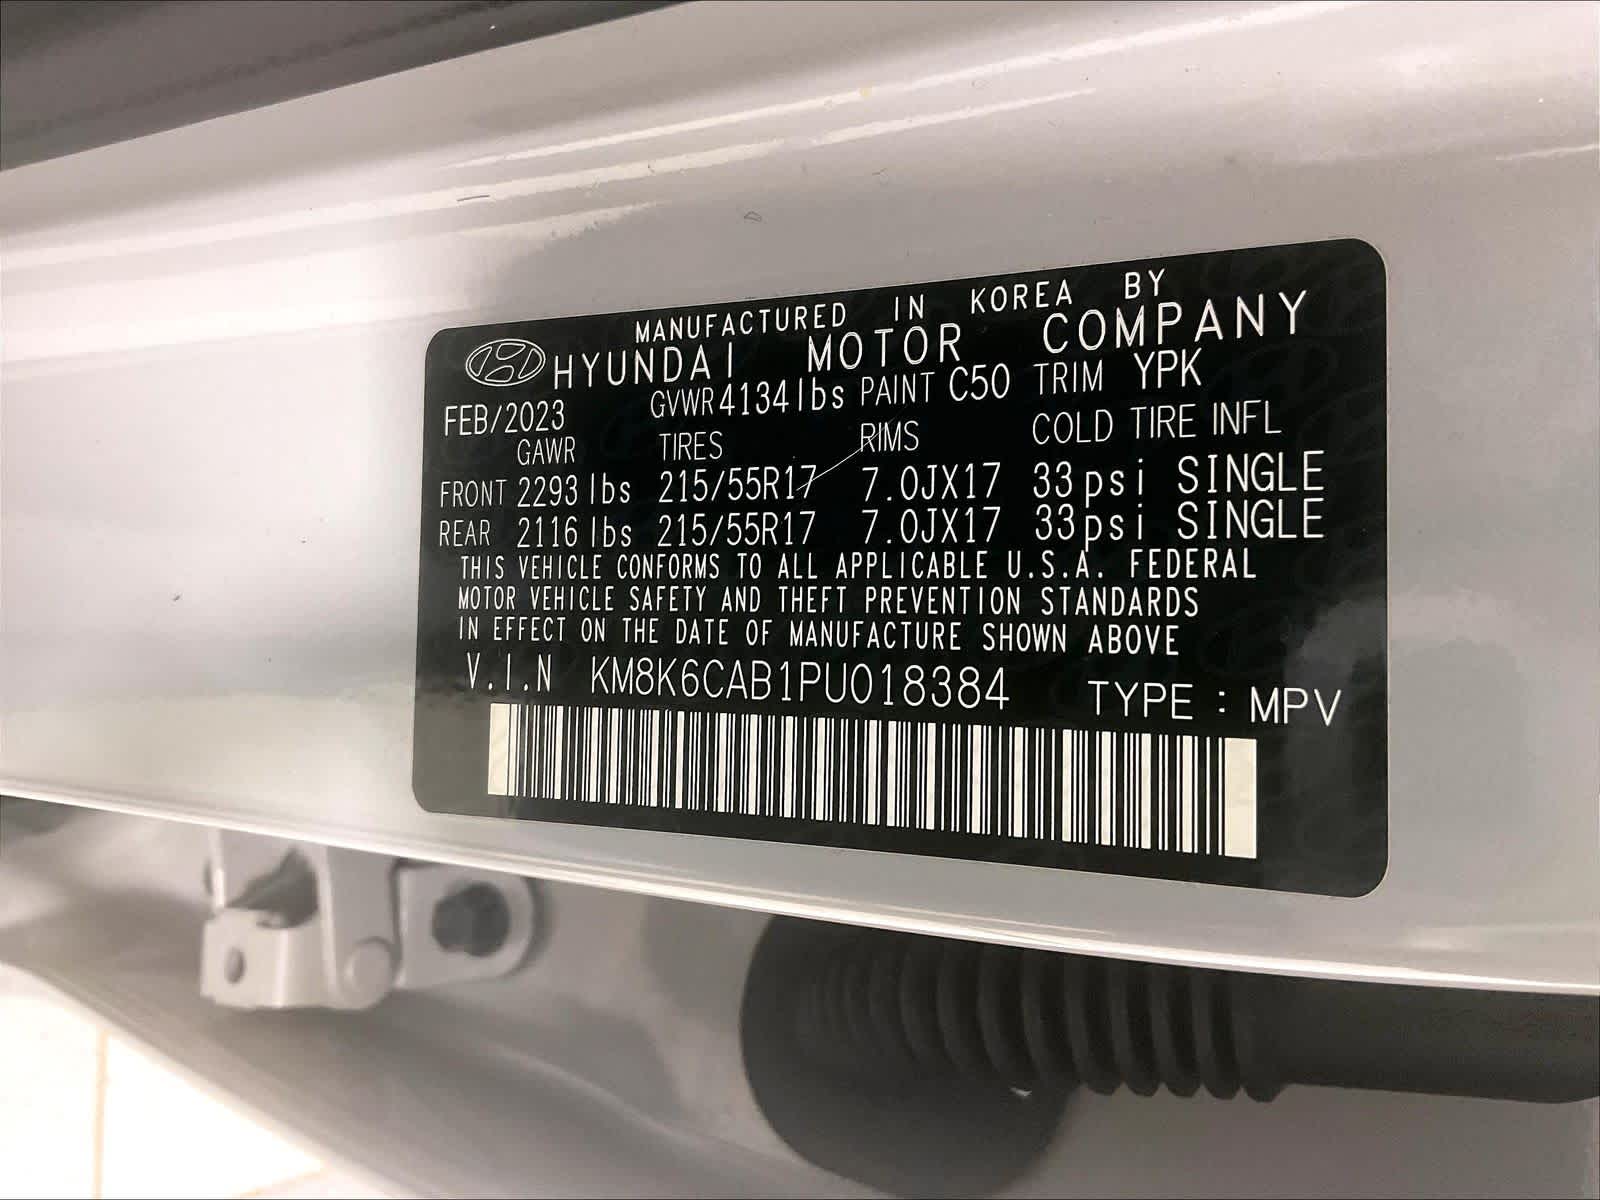 MANUFACTURED IN KOREA BY
HYUNDAI MOTOR COMPANY
FEB/2023 GVWR 4134 lbs PAINT C50 TRIM YPK
GAWR TIRES RIMS COLD TIRE INFL
FRONT 2293 lbs 215/55R17 7.0JX17 33psi SINGLE
REAR 2116 lbs 215/55R17 7.0JX17 33psi SINGLE
THIS VEHICLE CONFORMS TO ALL APPLICABLE U.S.A. FEDERAL
MOTOR VEHICLE SAFETY AND THEFT PREVENTION STANDARDS
IN EFFECT ON THE DATE OF MANUFACTURE SHOWN ABOVE
V.I.N KM8K6CAB1PU018384 TYPE : MPV